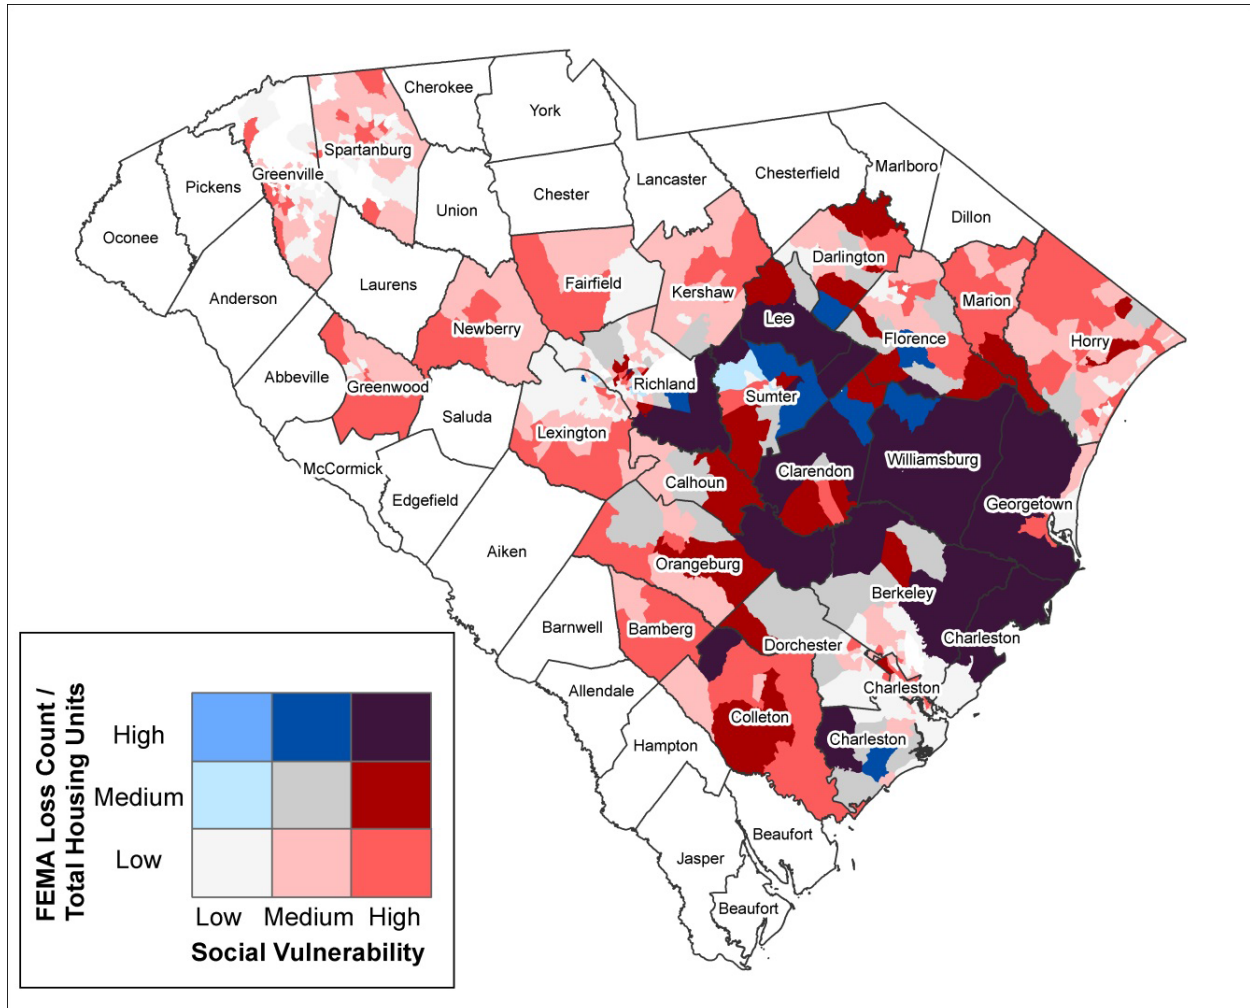 Cherokee
York
Spartanburg
Greenville
Pickens
Chester
Lancaster
Chesterfield
Marlboro
Union
Dillon
Oconee
Darlington
Laurens
Fairfield
Kershaw
Anderson
Marion
Newberry
Lee
Florence
Horry
Abbeville
Greenwood
Richland
Sumter
Saluda
Lexington
McCormick
Clarendon
Williamsburg
Calhoun
Edgefield
Georgetown
Aiken
Orangeburg
Berkeley
Barnwell
Bamberg
Dorchester
Charleston
Allendale
Charleston
Colleton
Hampton
Charleston
Beaufort
Jasper
Beaufort
FEMA Loss Count /
Total Housing Units
High
Medium
Low
Low Medium High
Social Vulnerability